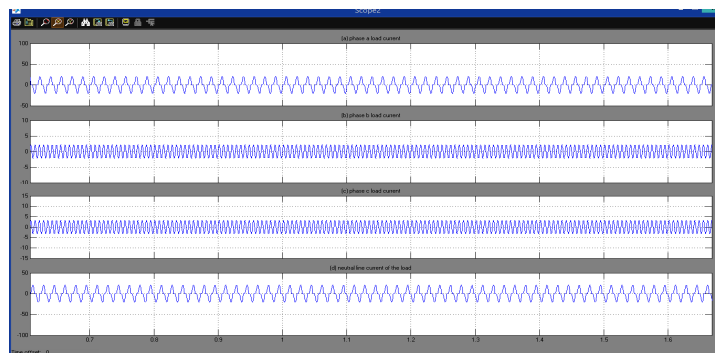 Scope2
(a) phase a load current
100
50
0
-50
(b) phase b load current
10
5
0
-5
-10
(c) phase c load current
15
10
5
0
-5
-10
-15
(d) neutral line current of the load
50
0
-50
-100
0.7 0.8 0.9 1 1.1 1.2 1.3 1.4 1.5 1.6
Time offset: 0